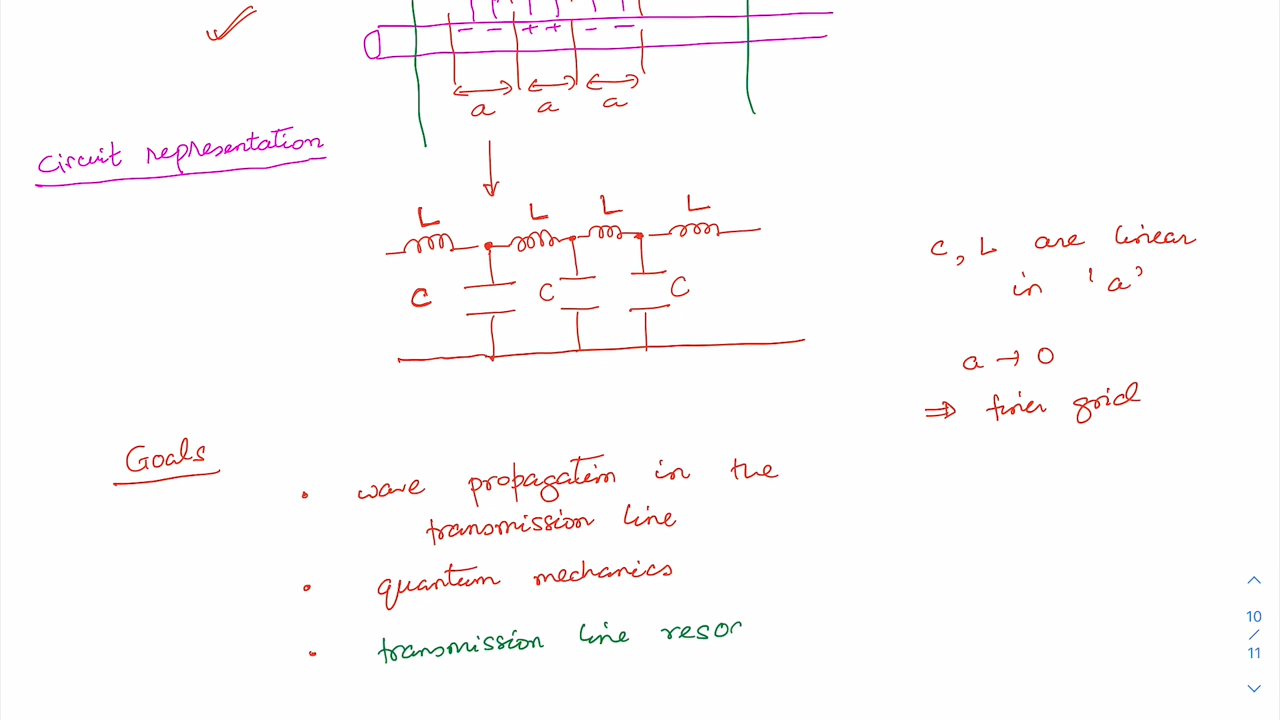 − − + + − −
a a a
Circuit representation
L L L L
C C C
C, L are linear
in 'a'
a → 0
⇒ finer grid
Goals
• wave propagation in the
transmission line
• quantum mechanics
• transmission line reson
10
/
11